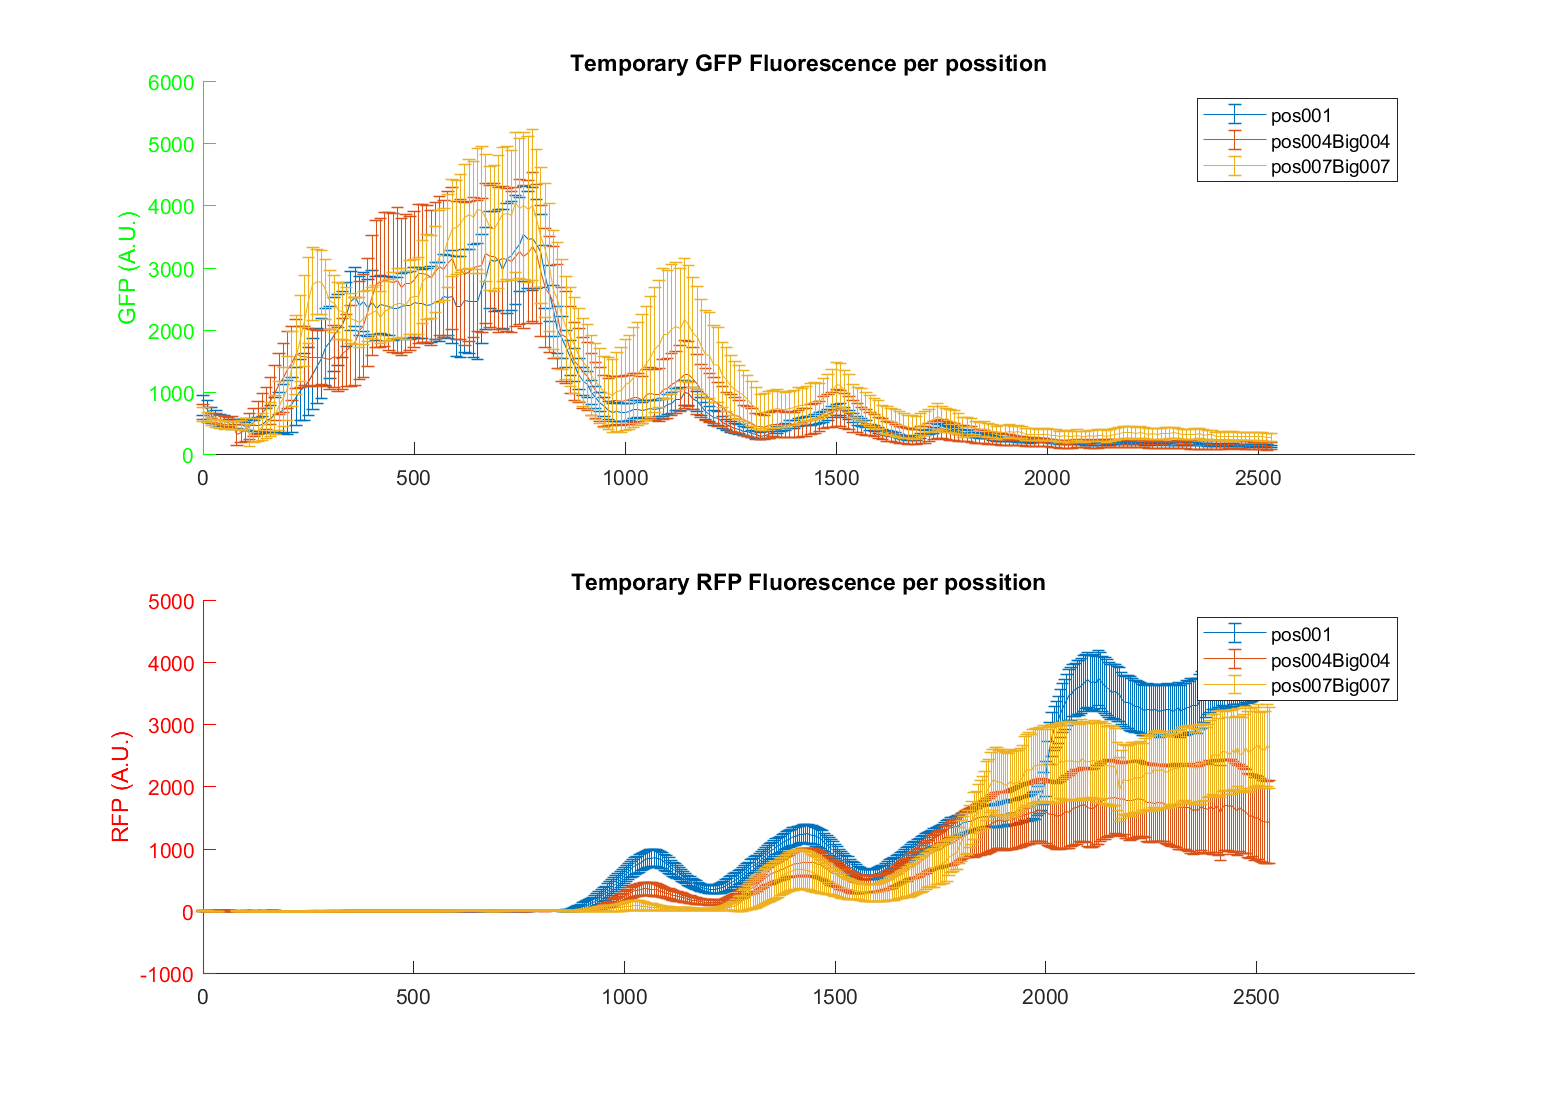 Temporary GFP Fluorescence per possition
6000
5000
4000
3000
2000
1000
0
GFP (A.U.)
0 500 1000 1500 2000 2500
pos001
pos004Big004
pos007Big007
Temporary RFP Fluorescence per possition
5000
4000
3000
2000
1000
0
-1000
RFP (A.U.)
0 500 1000 1500 2000 2500
pos001
pos004Big004
pos007Big007